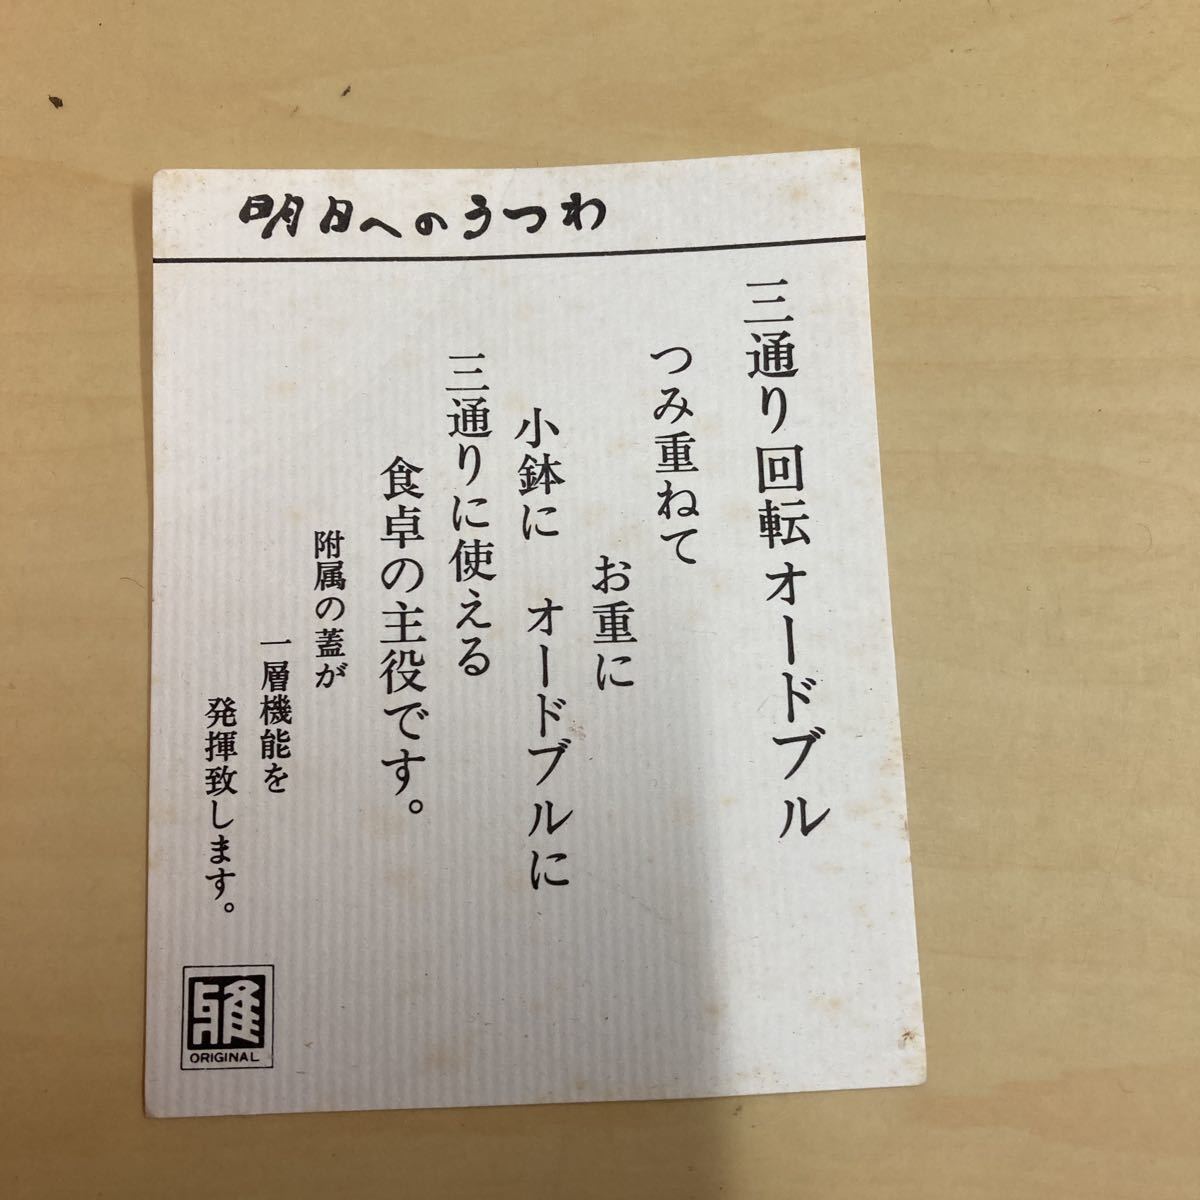 明日へのうつわ
三通り回転オードブル
つみ重ねて
お重に
小鉢に　オードブルに
三通りに使える
食卓の主役です。
附属の蓋が
一層機能を
発揮致します。
雅
ORIGINAL